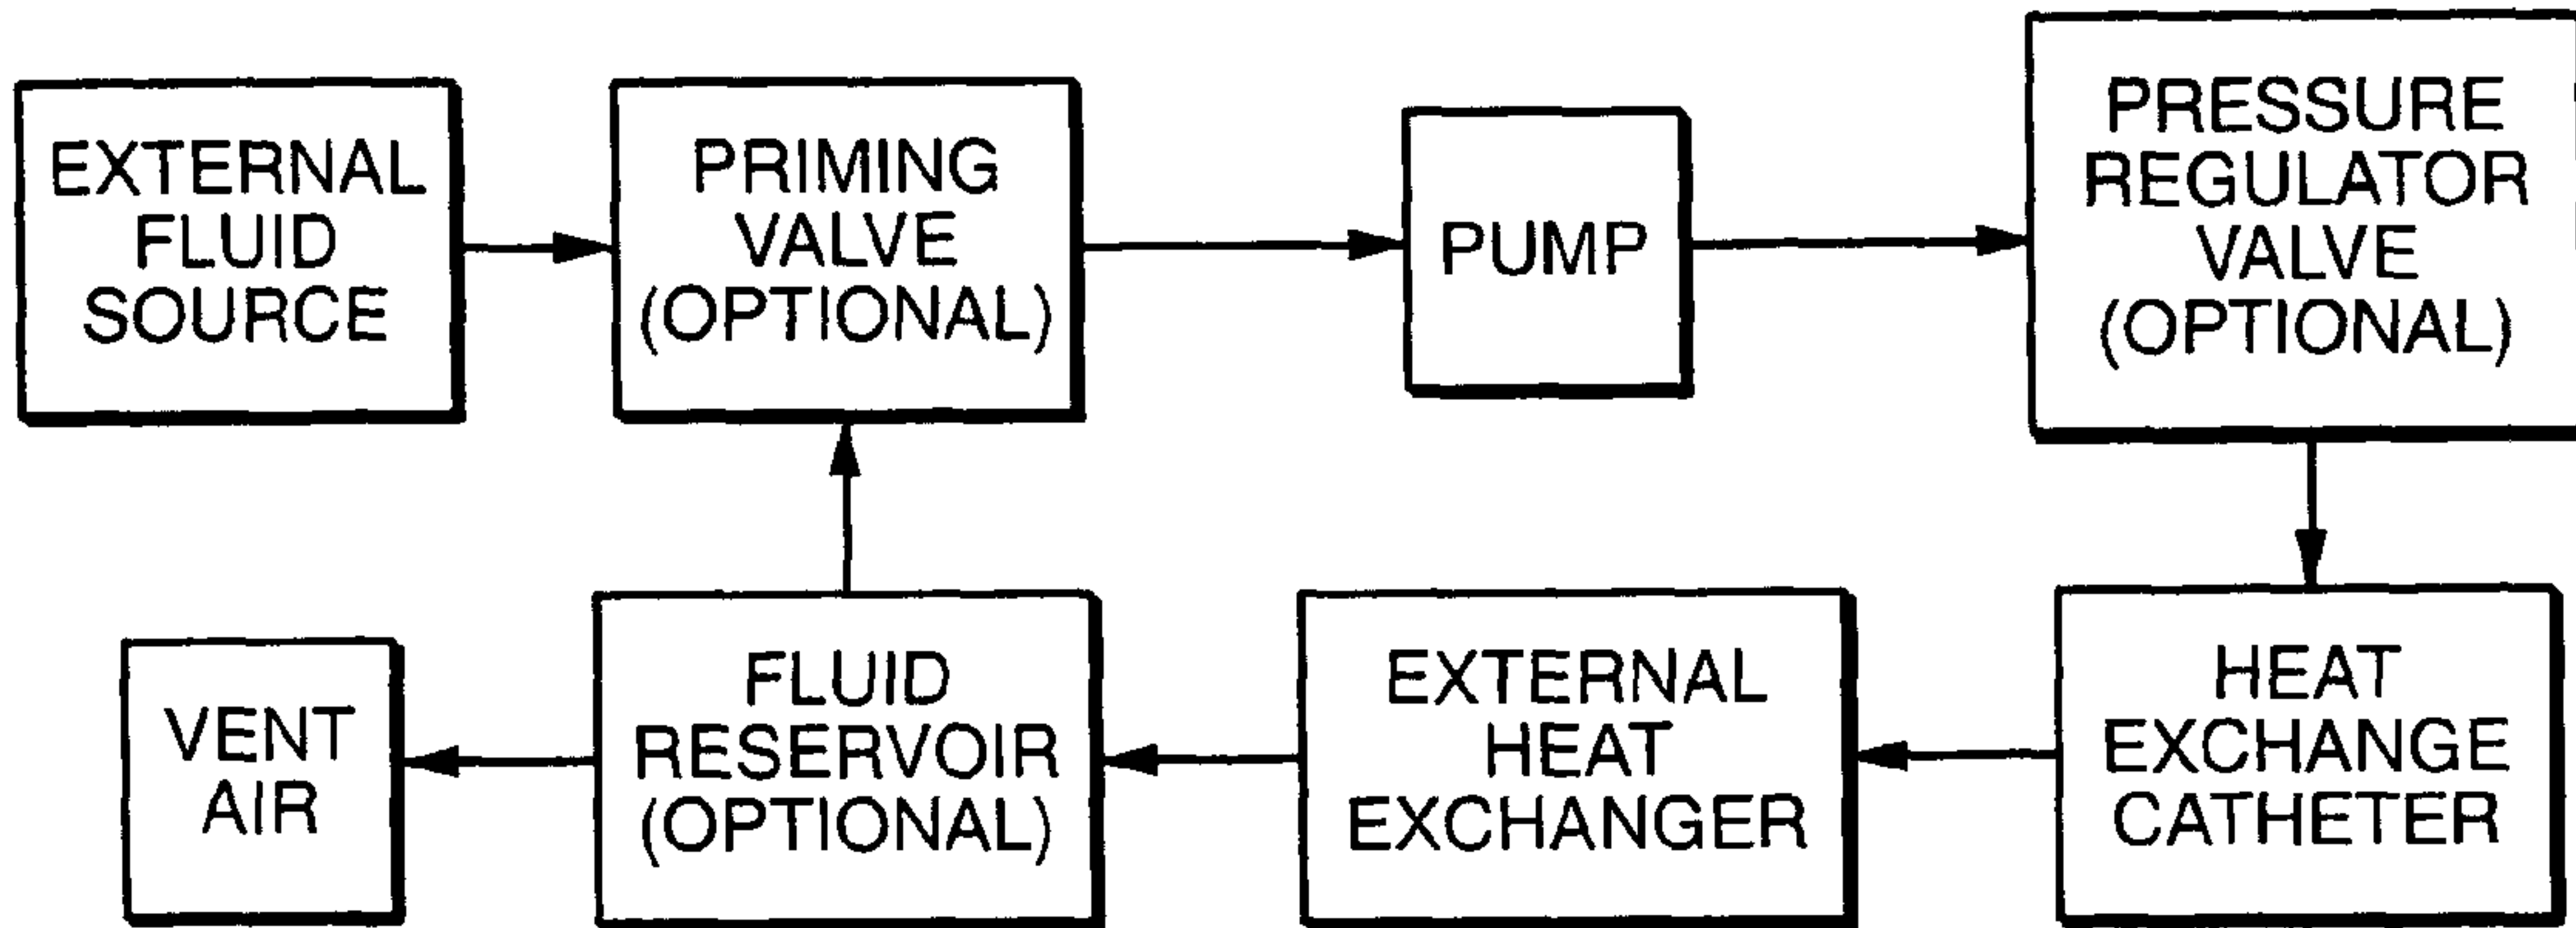 EXTERNAL
FLUID
SOURCE
PRIMING
VALVE
(OPTIONAL)
PUMP
PRESSURE
REGULATOR
VALVE
(OPTIONAL)
VENT
AIR
FLUID
RESERVOIR
(OPTIONAL)
EXTERNAL
HEAT
EXCHANGER
HEAT
EXCHANGE
CATHETER